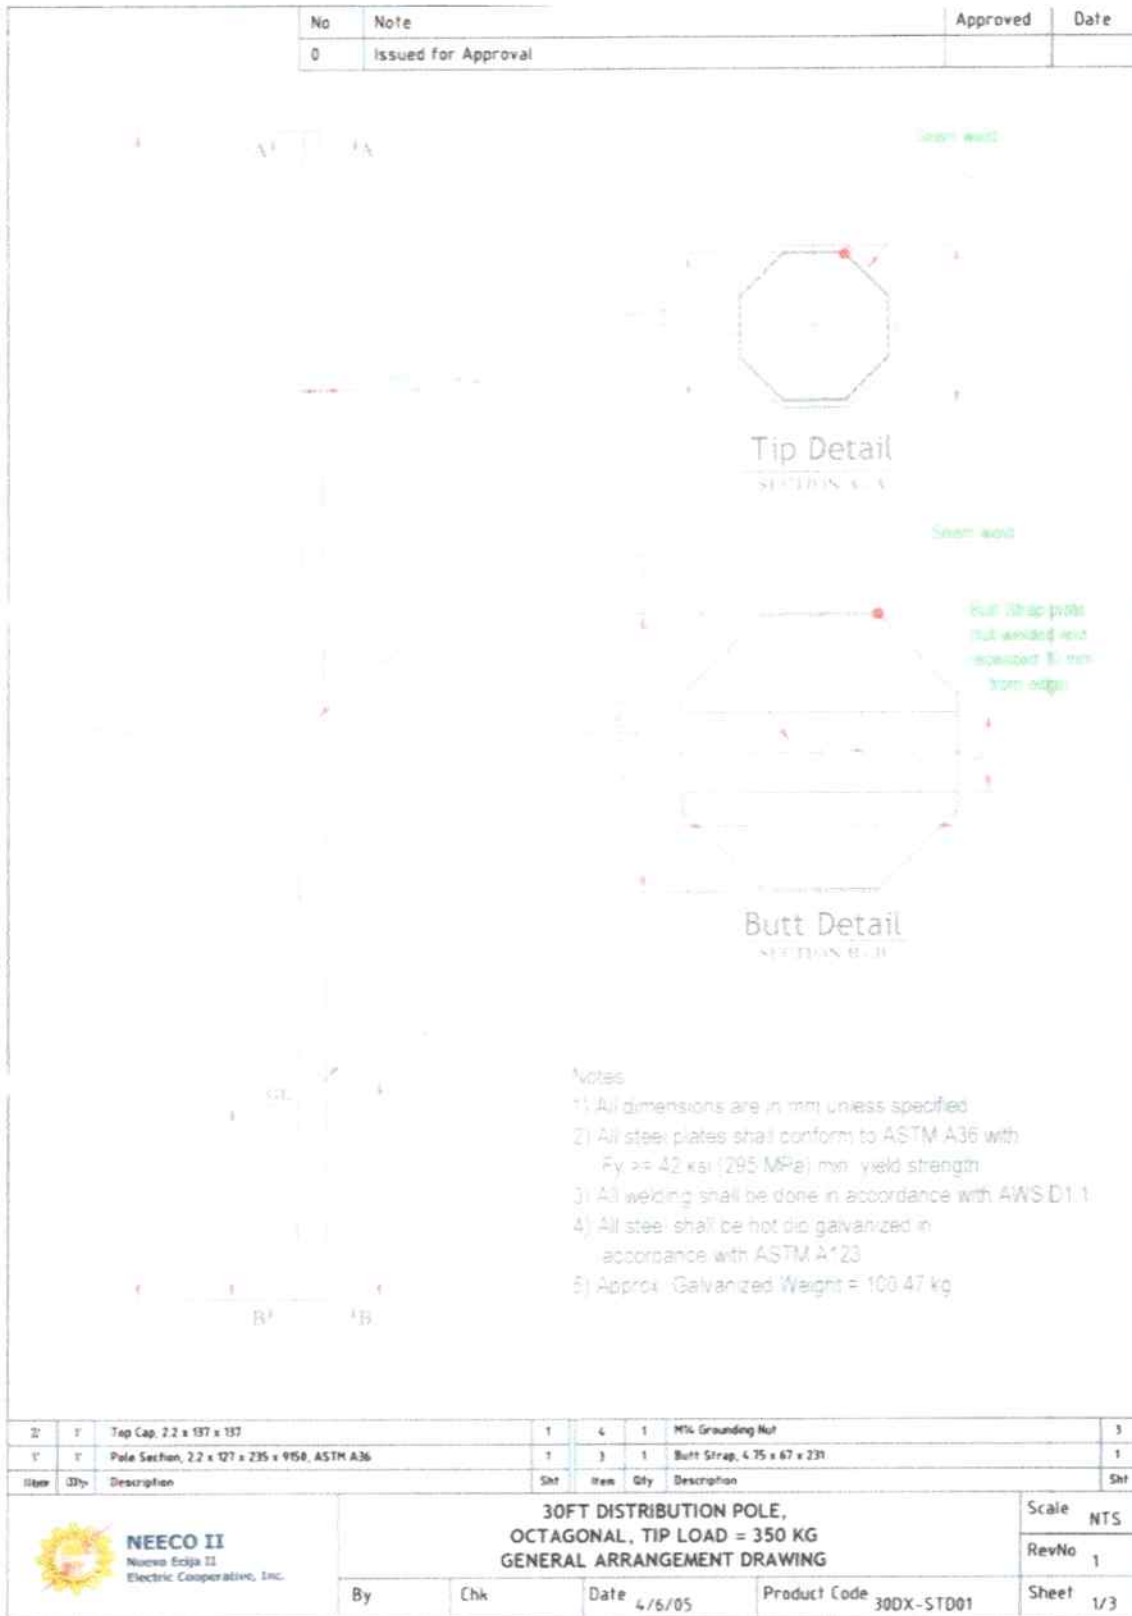 No Note Approved Date
0 Issued for Approval
A A
Seam weld
Tip Detail
SECTION A-A
Seam weld
Butt Strap plate
from edge
Butt Detail
SECTION B-B
GL
B B
Notes
1) All dimensions are in mm unless specified
2) All steel plates shall conform to ASTM A36 with
Fy >= 42 ksi (295 MPa) min. yield strength
3) All welding shall be done in accordance with AWS D1.1
4) All steel shall be hot dip galvanized in
accordance with ASTM A123
5) Approx. Galvanized Weight = 100.47 kg
2 1 Top Cap, 2.2 x 137 x 137 1 4 1 M14 Grounding Nut 3
1 1 Pole Section, 2.2 x 127 x 235 x 9150, ASTM A36 1 3 1 Butt Strap, 4.75 x 67 x 231 1
Item Qty Description Sht Item Qty Description Sht
NEECO II
Nueva Ecija II
Electric Cooperative, Inc.
30FT DISTRIBUTION POLE,
OCTAGONAL, TIP LOAD = 350 KG
GENERAL ARRANGEMENT DRAWING
Scale NTS
RevNo 1
By Chk Date 4/6/05 Product Code 30DX-STD01 Sheet 1/3